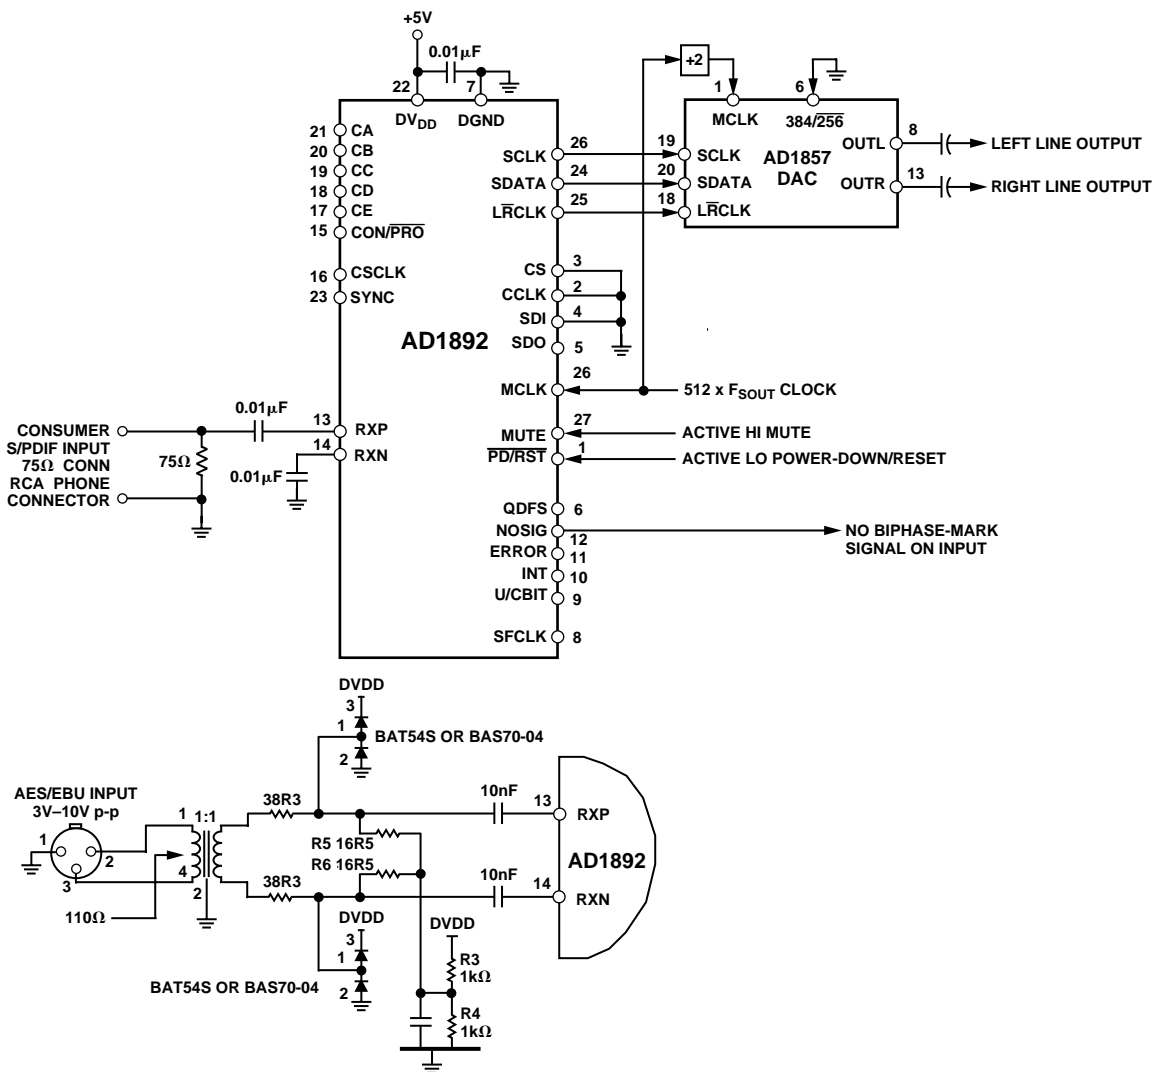 +5V
0.01µF
22
7
DVDD
DGND
21 CA
20 CB
19 CC
18 CD
17 CE
15 CON/PRO
16 CSCLK
23 SYNC
AD1892
SCLK 26
SDATA 24
LRCLK 25
CS 3
CCLK 2
SDI 4
SDO 5
MCLK 26
512 x FSOUT CLOCK
MUTE 27
ACTIVE HI MUTE
PD/RST 1
ACTIVE LO POWER-DOWN/RESET
QDFS 6
NOSIG
12
NO BIPHASE-MARK
SIGNAL ON INPUT
ERROR
11
INT 10
U/CBIT 9
SFCLK 8
+2
1
6
MCLK
384/256
19 SCLK
20 SDATA
18 LRCLK
AD1857
DAC
OUTL 8
LEFT LINE OUTPUT
OUTR 13
RIGHT LINE OUTPUT
CONSUMER
S/PDIF INPUT
75Ω CONN
RCA PHONE
CONNECTOR
75Ω
0.01µF
13 RXP
14 RXN
0.01µF
DVDD
3
1
2
BAT54S OR BAS70-04
AES/EBU INPUT
3V–10V p-p
1
2
3
110Ω
1 1:1
4
2
38R3
38R3
R5 16R5
R6 16R5
10nF
13
RXP
AD1892
10nF
14
RXN
DVDD
3
1
2
BAT54S OR BAS70-04
DVDD
R3
1kΩ
R4
1kΩ